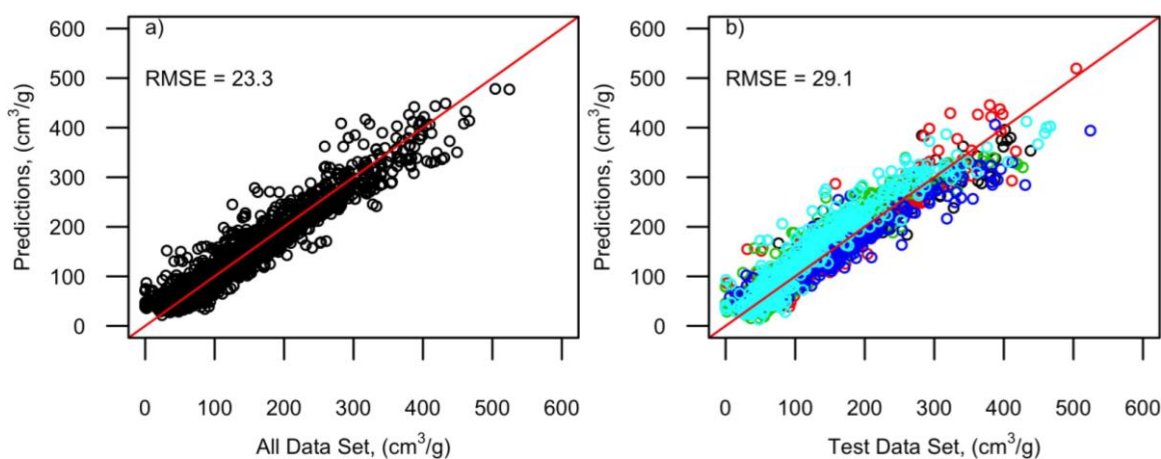 a)
RMSE = 23.3
Predictions, (cm³/g)
600
500
400
300
200
100
0
0 100 200 300 400 500 600
All Data Set, (cm³/g)
b)
RMSE = 29.1
Predictions, (cm³/g)
600
500
400
300
200
100
0
0 100 200 300 400 500 600
Test Data Set, (cm³/g)